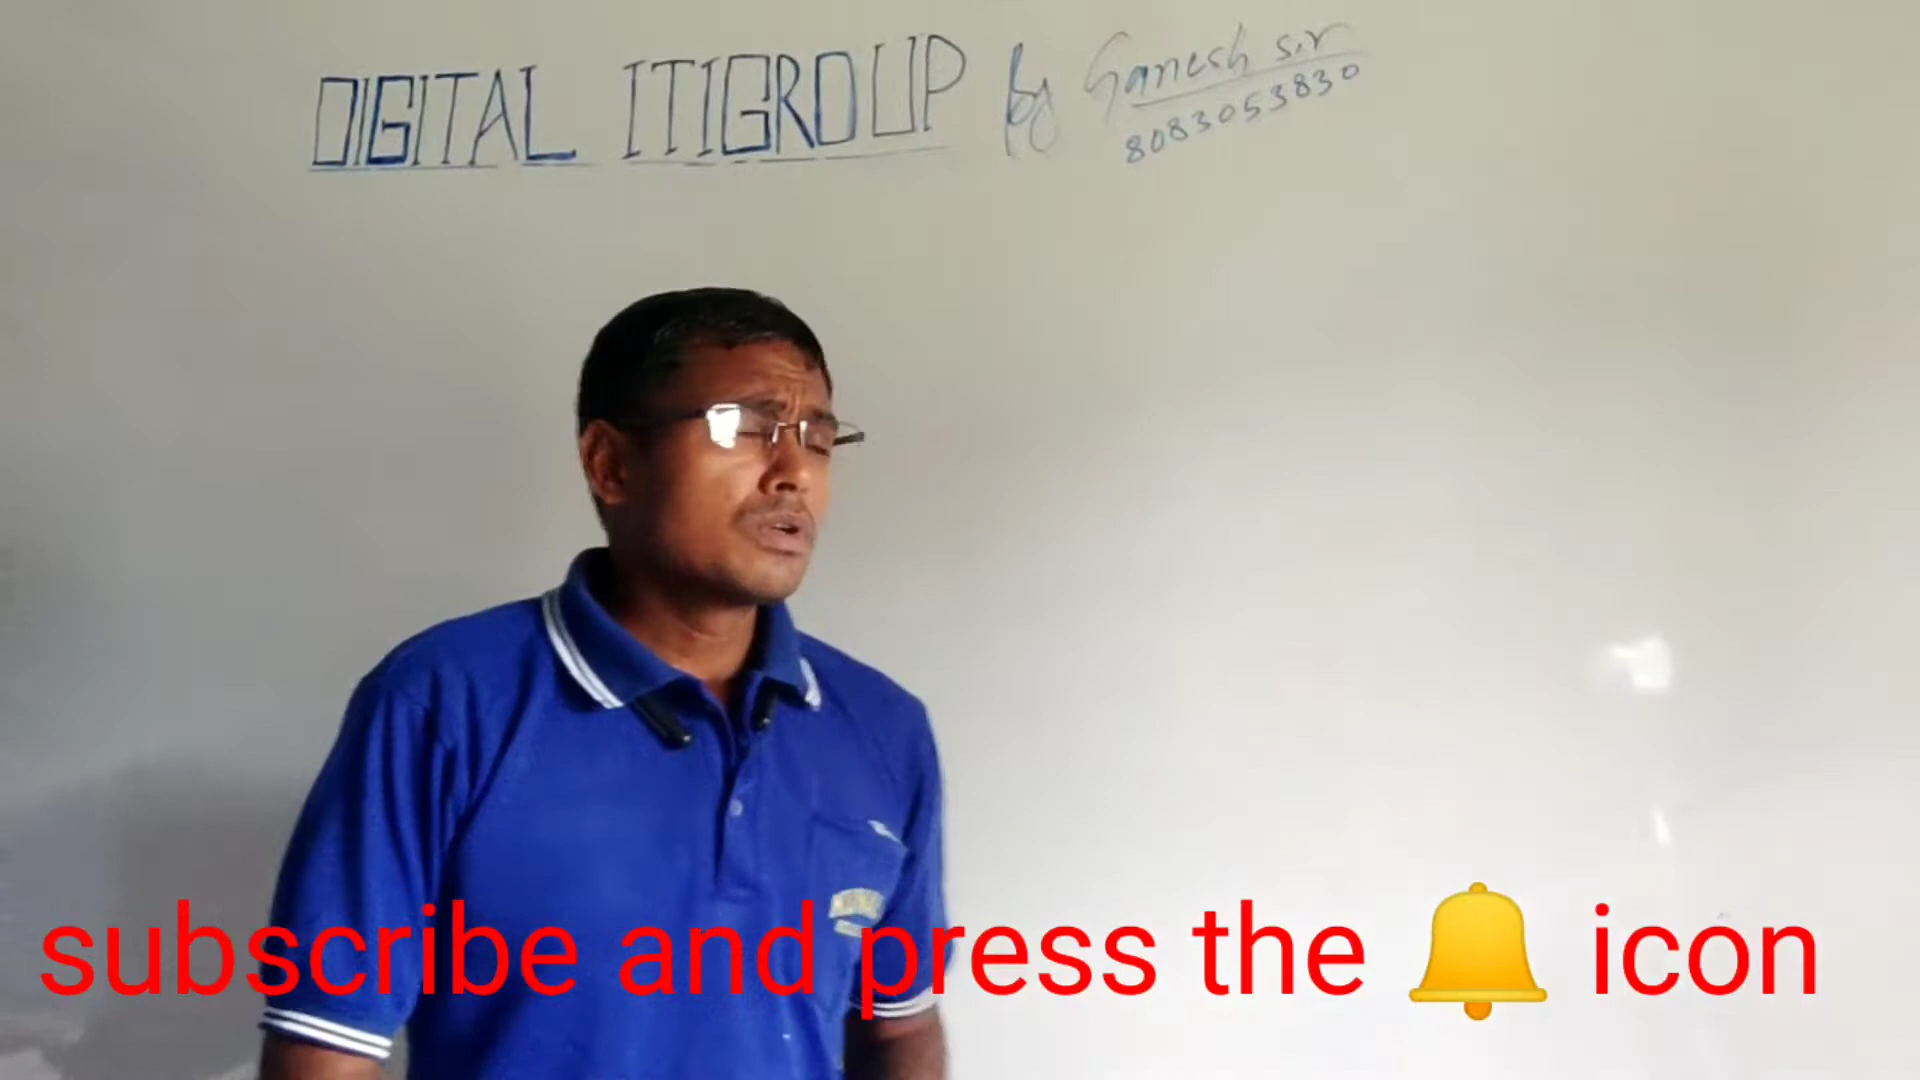 DIGITAL ITIGROUP by Ganesh sir
8083053830
subscribe and press the 🔔 icon